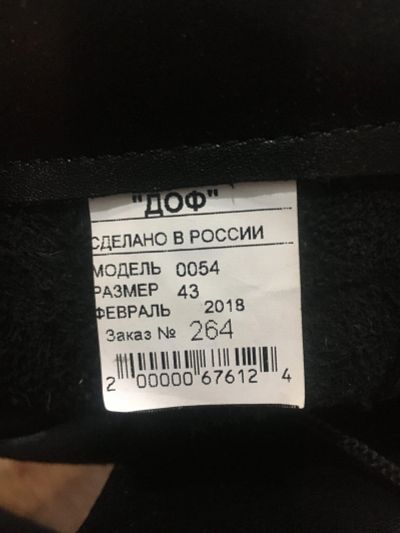 "ДОФ"
СДЕЛАНО В РОССИИ
МОДЕЛЬ 0054
РАЗМЕР 43
ФЕВРАЛЬ 2018
Заказ № 264
2 00000 67612 4